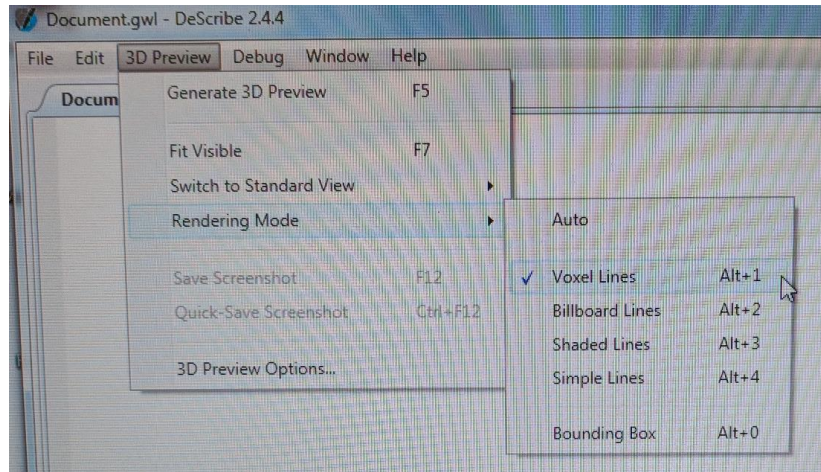 Document.gwl - DeScribe 2.4.4
File Edit 3D Preview Debug Window Help
Docum
Generate 3D Preview F5
Fit Visible F7
Switch to Standard View
Rendering Mode
Auto
Save Screenshot F12
Voxel Lines Alt+1
Quick-Save Screenshot Ctrl+F12
Billboard Lines Alt+2
Shaded Lines Alt+3
3D Preview Options...
Simple Lines Alt+4
Bounding Box Alt+0